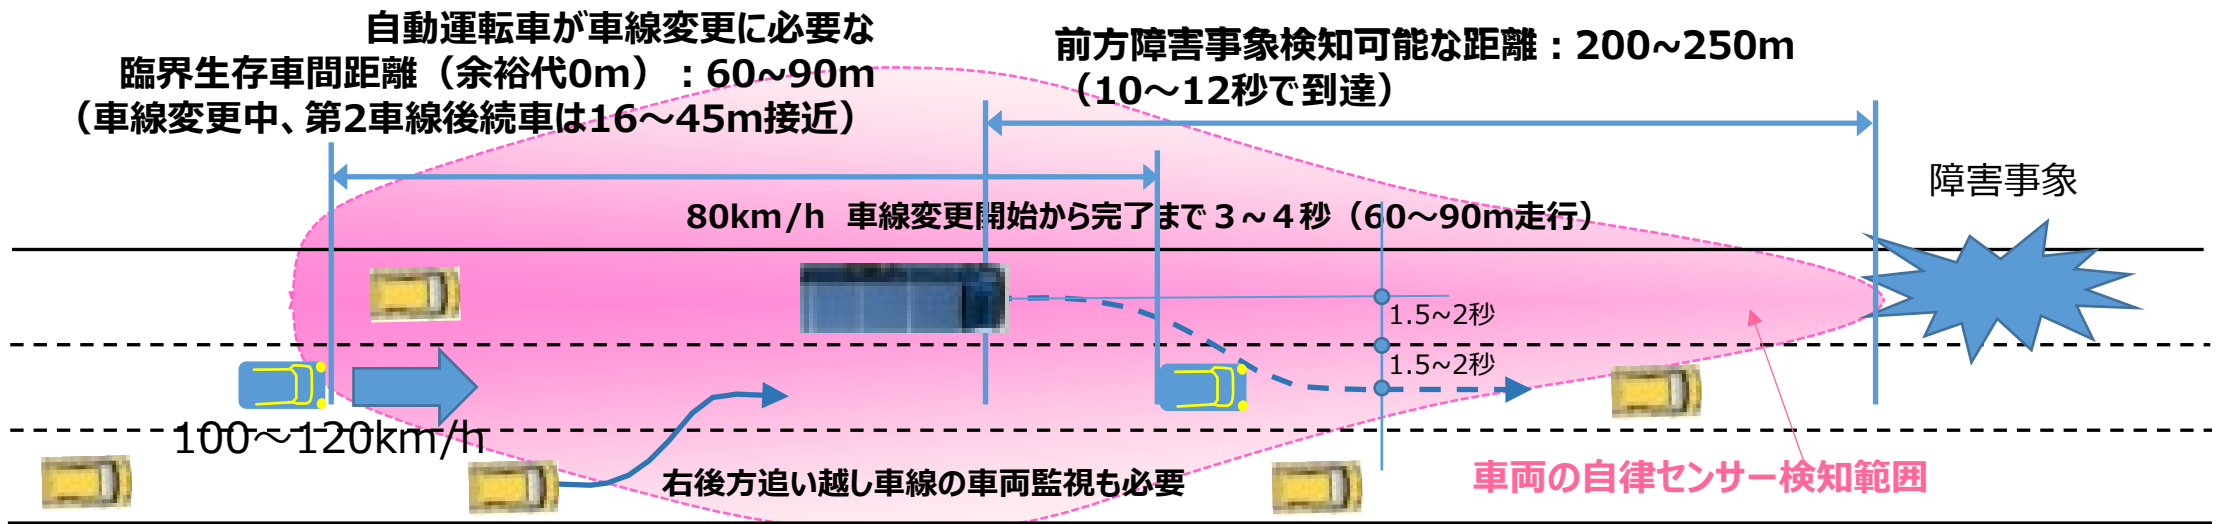 自動運転車が車線変更に必要な
臨界生存車間距離（余裕代0m）：60~90m
（車線変更中、第2車線後続車は16～45m接近）
前方障害事象検知可能な距離：200~250m
（10～12秒で到達）
障害事象
80km/h 車線変更開始から完了まで３~４秒（60～90m走行）
1.5~2秒
1.5~2秒
100～120km/h
右後方追い越し車線の車両監視も必要
車両の自律センサー検知範囲